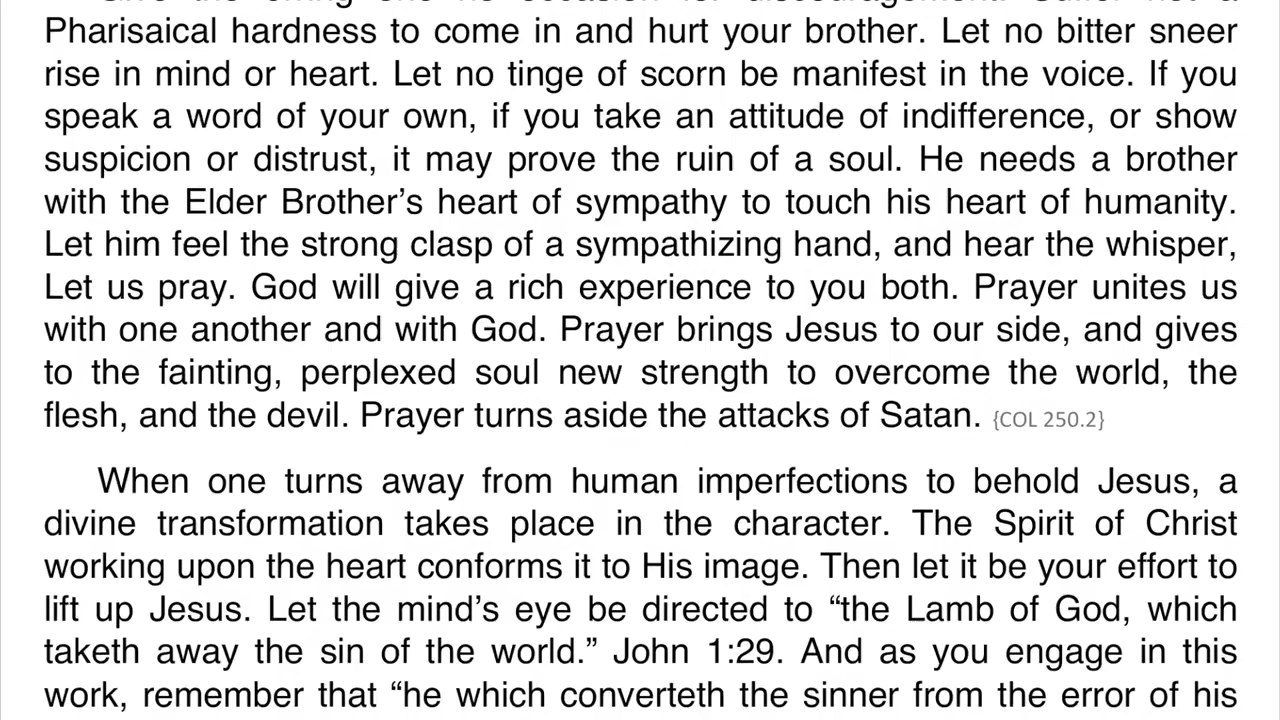 Pharisaical hardness to come in and hurt your brother. Let no bitter sneer
rise in mind or heart. Let no tinge of scorn be manifest in the voice. If you
speak a word of your own, if you take an attitude of indifference, or show
suspicion or distrust, it may prove the ruin of a soul. He needs a brother
with the Elder Brother’s heart of sympathy to touch his heart of humanity.
Let him feel the strong clasp of a sympathizing hand, and hear the whisper,
Let us pray. God will give a rich experience to you both. Prayer unites us
with one another and with God. Prayer brings Jesus to our side, and gives
to the fainting, perplexed soul new strength to overcome the world, the
flesh, and the devil. Prayer turns aside the attacks of Satan. {COL 250.2}
When one turns away from human imperfections to behold Jesus, a
divine transformation takes place in the character. The Spirit of Christ
working upon the heart conforms it to His image. Then let it be your effort to
lift up Jesus. Let the mind’s eye be directed to “the Lamb of God, which
taketh away the sin of the world.” John 1:29. And as you engage in this
work, remember that “he which converteth the sinner from the error of his